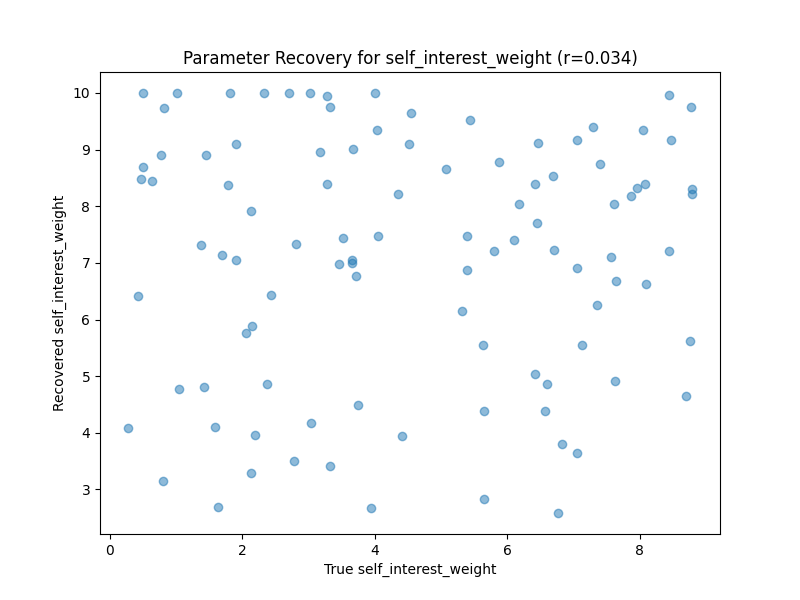 Parameter Recovery for self_interest_weight (r=0.034)
Recovered self_interest_weight
10
9
8
7
6
5
4
3
0 2 4 6 8
True self_interest_weight